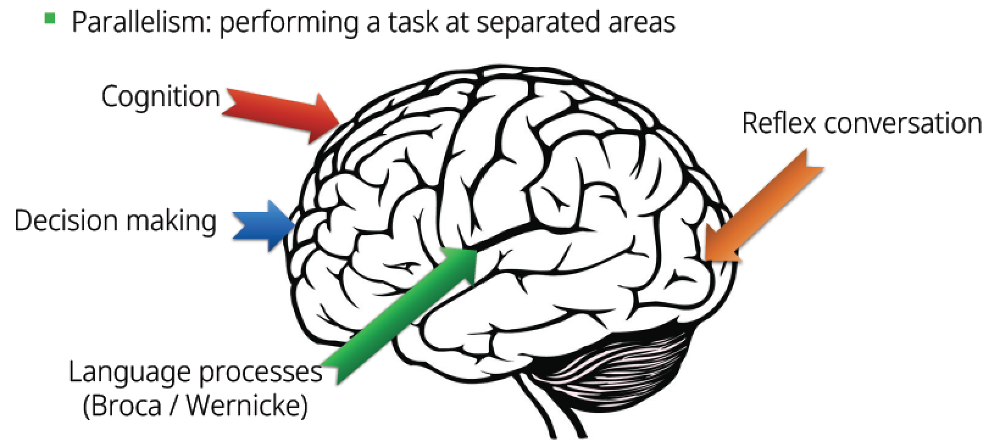 Parallelism: performing a task at separated areas
Cognition
Reflex conversation
Decision making
Language processes
(Broca / Wernicke)